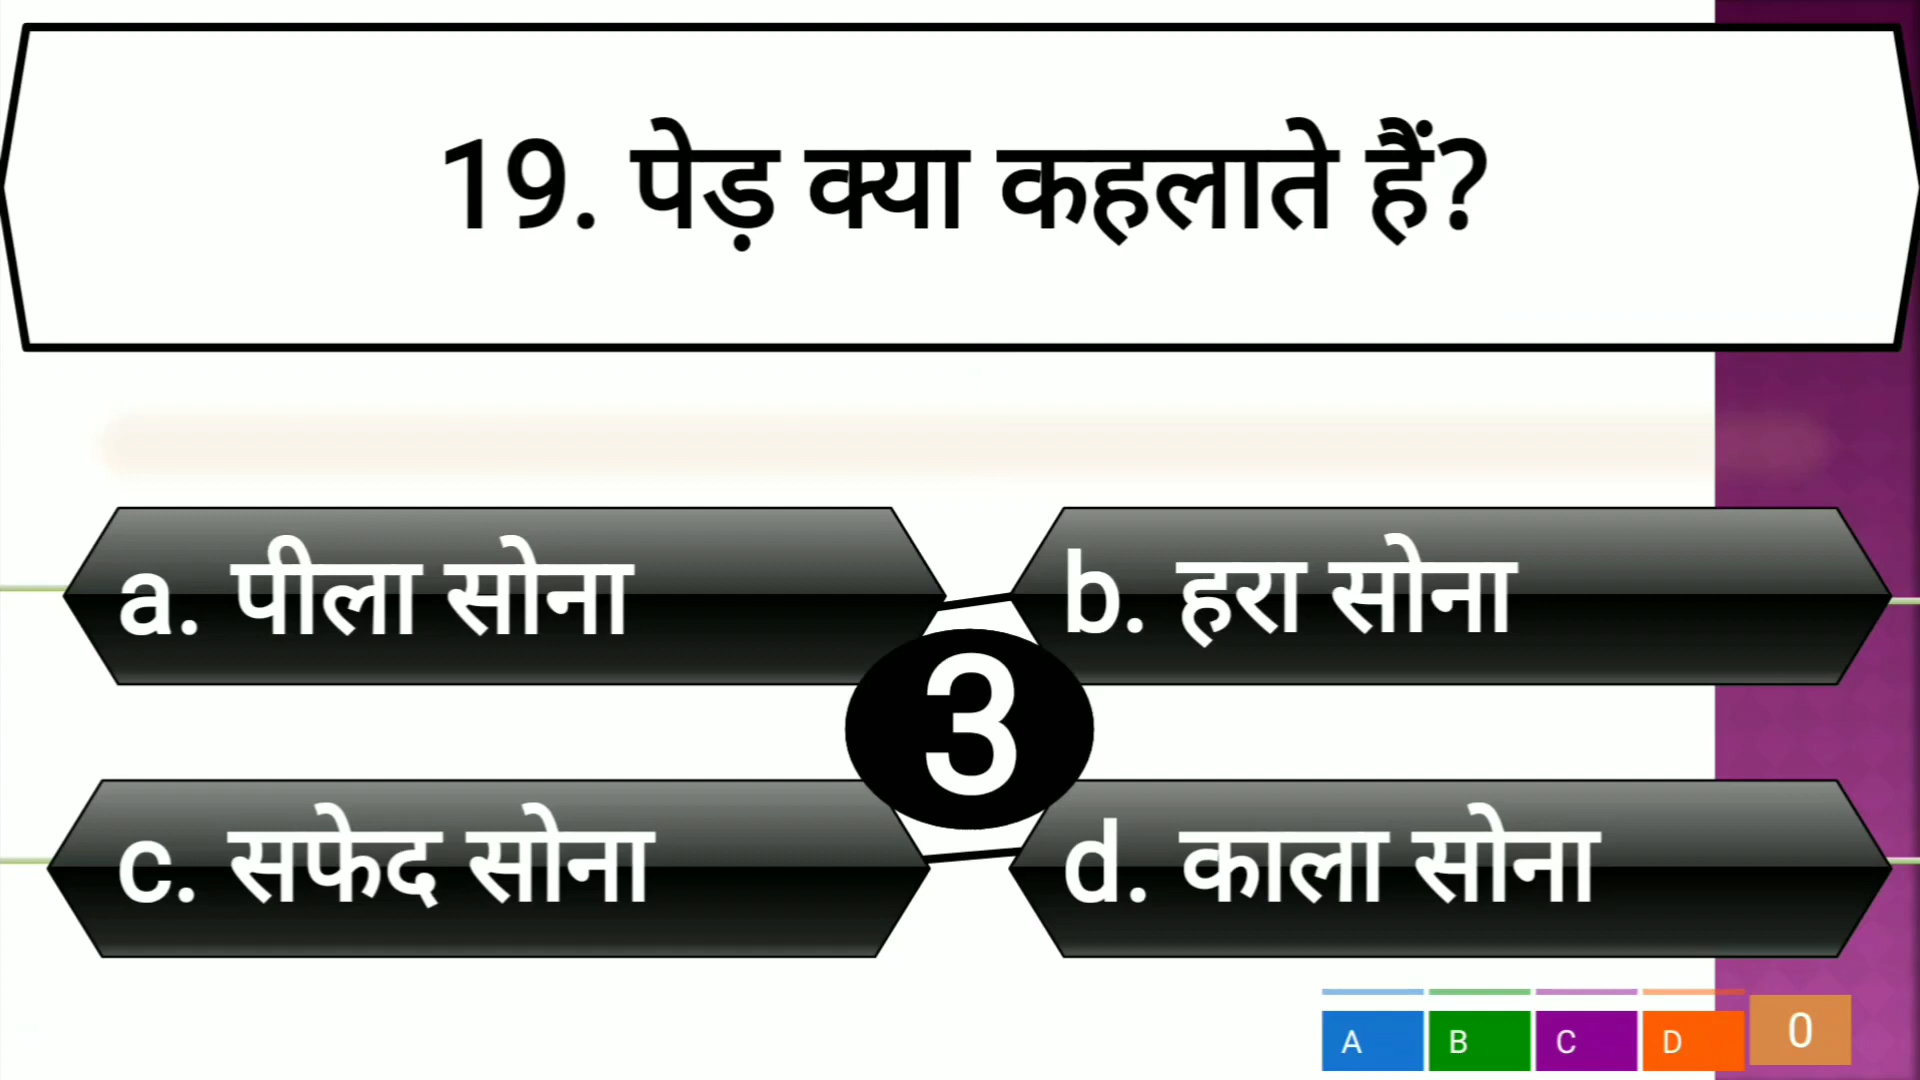 19. पेड़ क्या कहलाते हैं?
a. पीला सोना
b. हरा सोना
3
c. सफेद सोना
d. काला सोना
A B C D 0